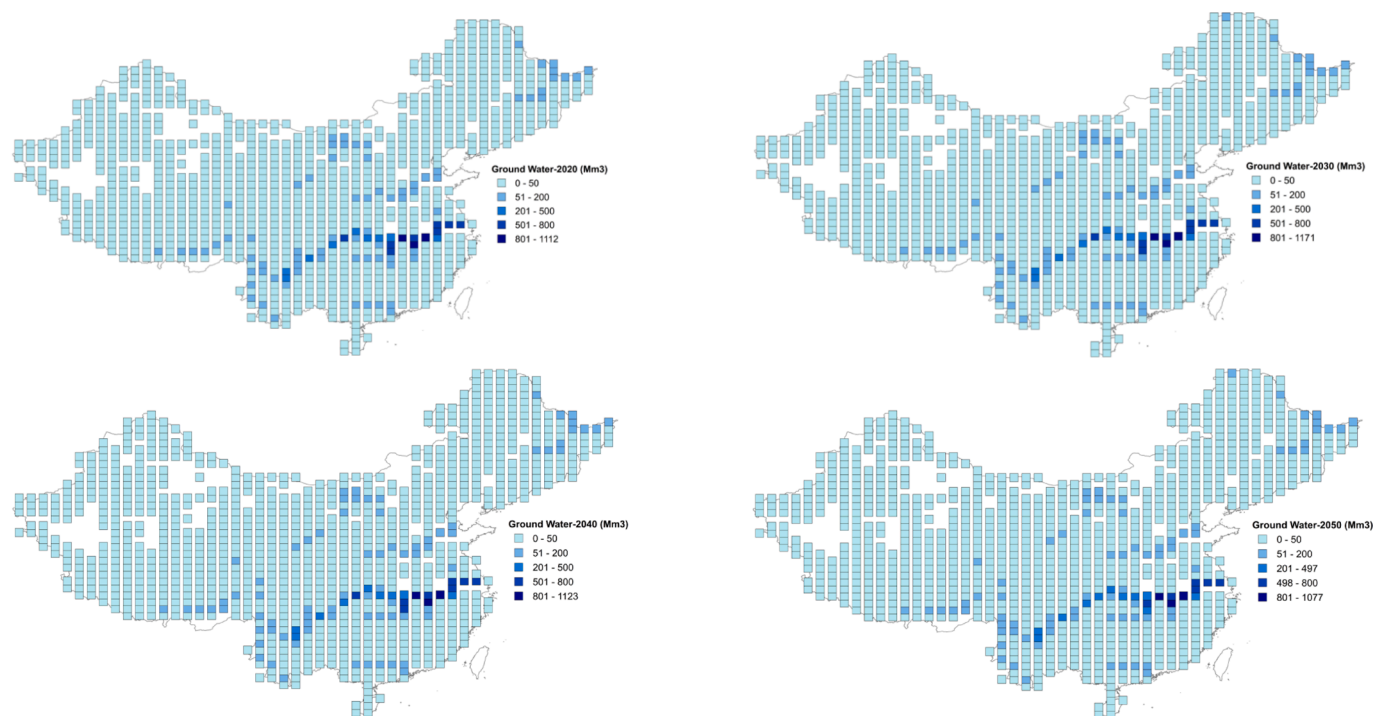 Ground Water-2020 (Mm3)
0 - 50
51 - 200
201 - 500
501 - 800
801 - 1112
Ground Water-2030 (Mm3)
0 - 50
51 - 200
201 - 500
501 - 800
801 - 1171
Ground Water-2040 (Mm3)
0 - 50
51 - 200
201 - 500
501 - 800
801 - 1123
Ground Water-2050 (Mm3)
0 - 50
51 - 200
201 - 497
498 - 800
801 - 1077